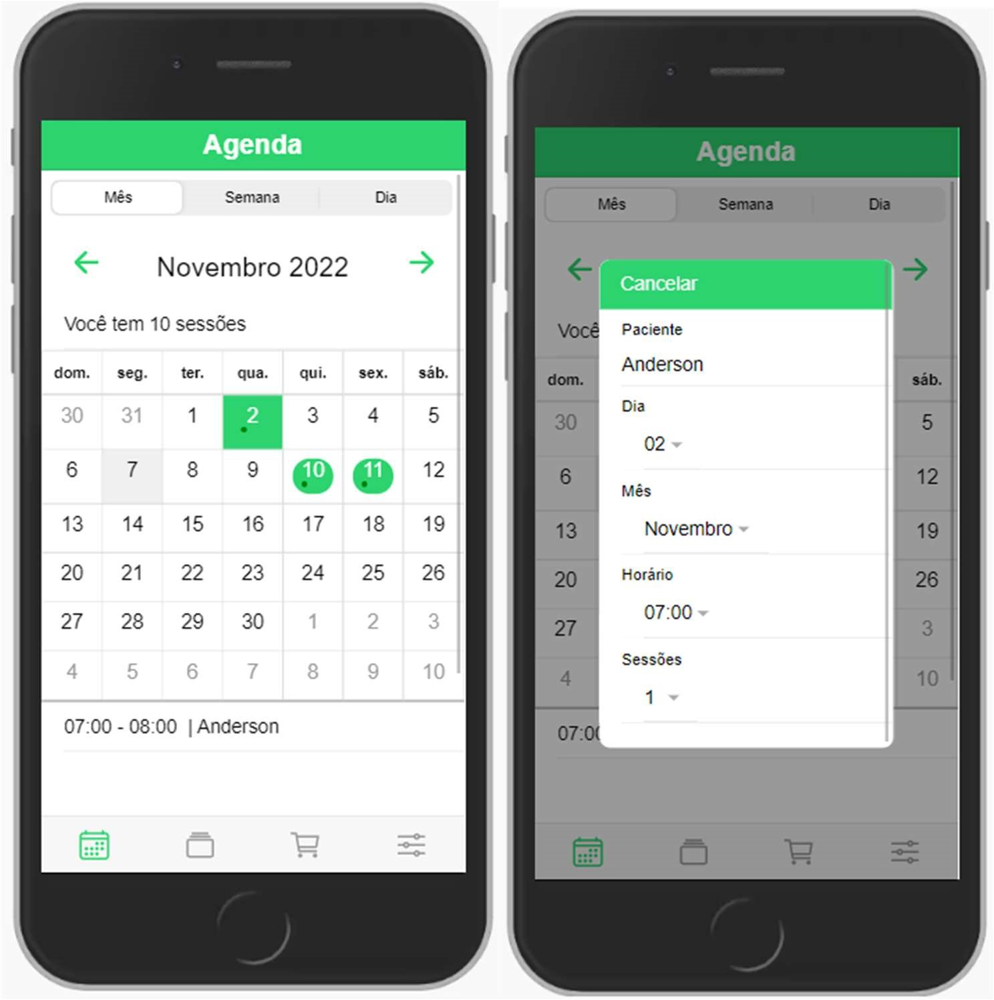 Agenda
Mês Semana Dia
Novembro 2022
Você tem 10 sessões
dom. seg. ter. qua. qui. sex. sáb.
30 31 1 2 3 4 5
6 7 8 9 10 11 12
13 14 15 16 17 18 19
20 21 22 23 24 25 26
27 28 29 30 1 2 3
4 5 6 7 8 9 10
07:00 - 08:00 | Anderson
Agenda
Mês Semana Dia
Cancelar
Você
Paciente
Anderson
dom. sáb.
Dia
30 5
02
6 12
Mês
Novembro
13 19
Horário
20 26
07:00
27 3
Sessões
4 10
1
07:00